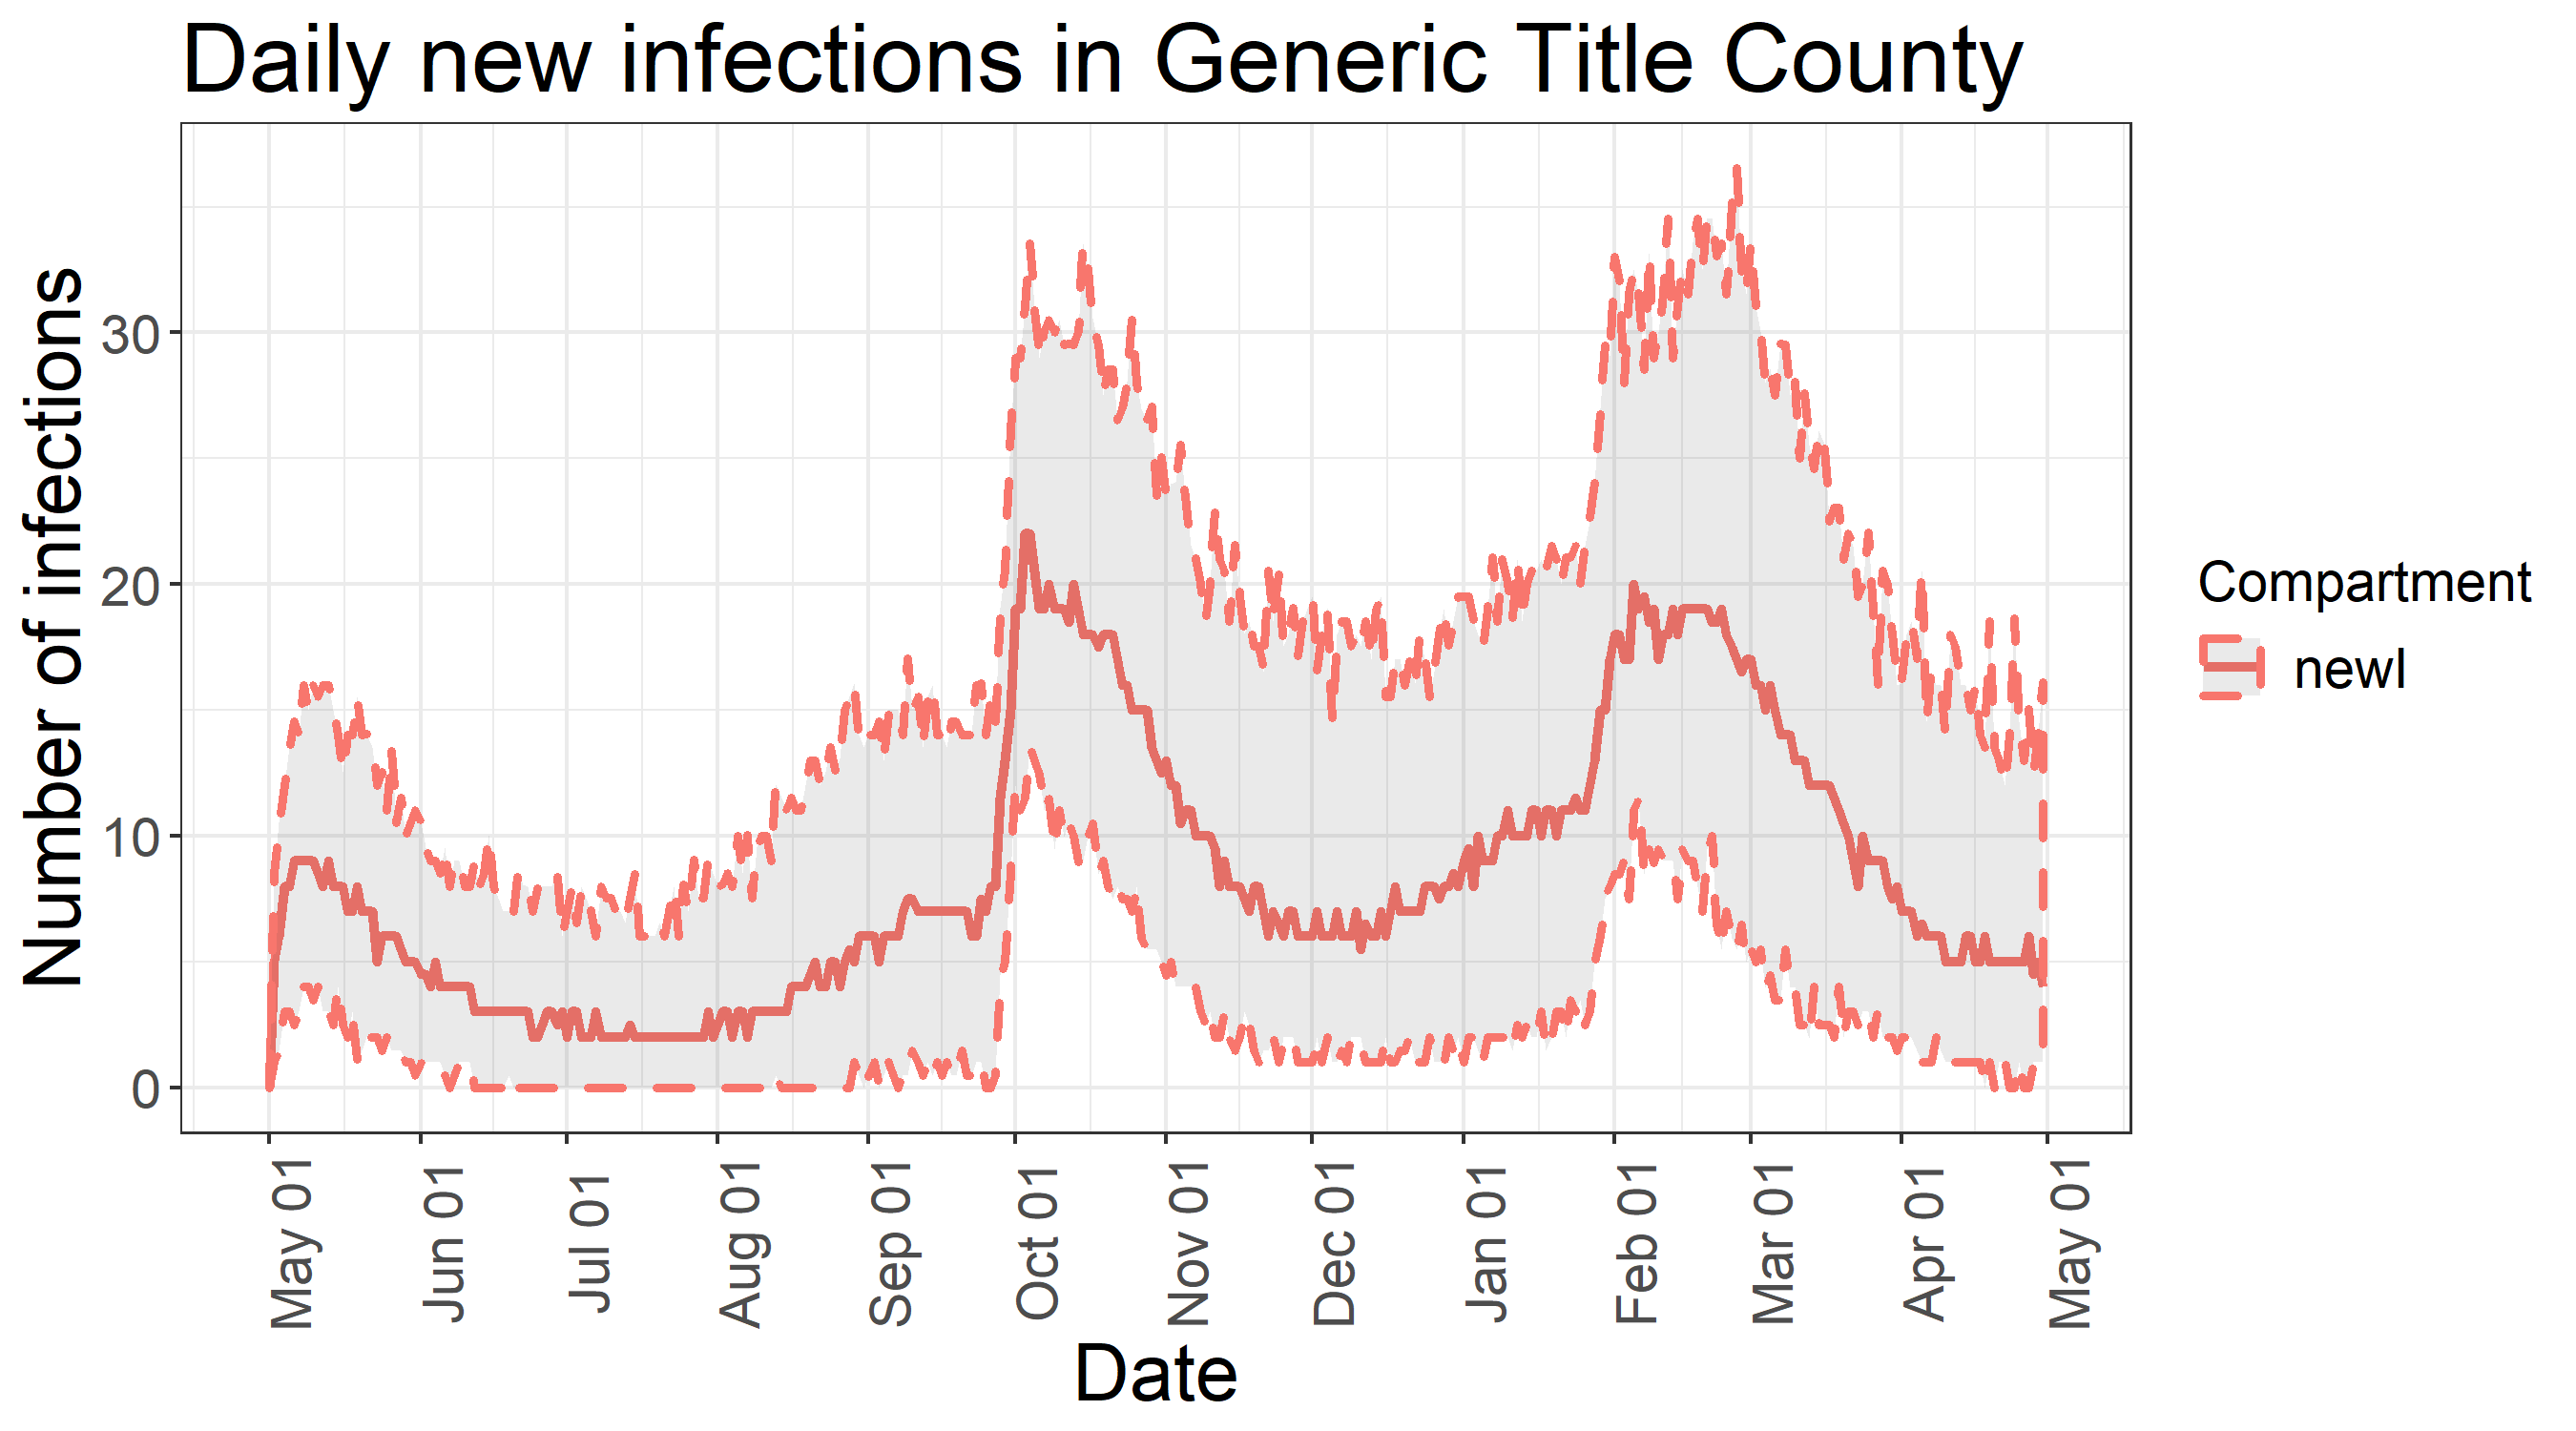 Daily new infections in Generic Title County
Number of infections
30
20
10
0
May 01
Jun 01
Jul 01
Aug 01
Sep 01
Oct 01
Nov 01
Dec 01
Jan 01
Feb 01
Mar 01
Apr 01
May 01
Date
Compartment
newI